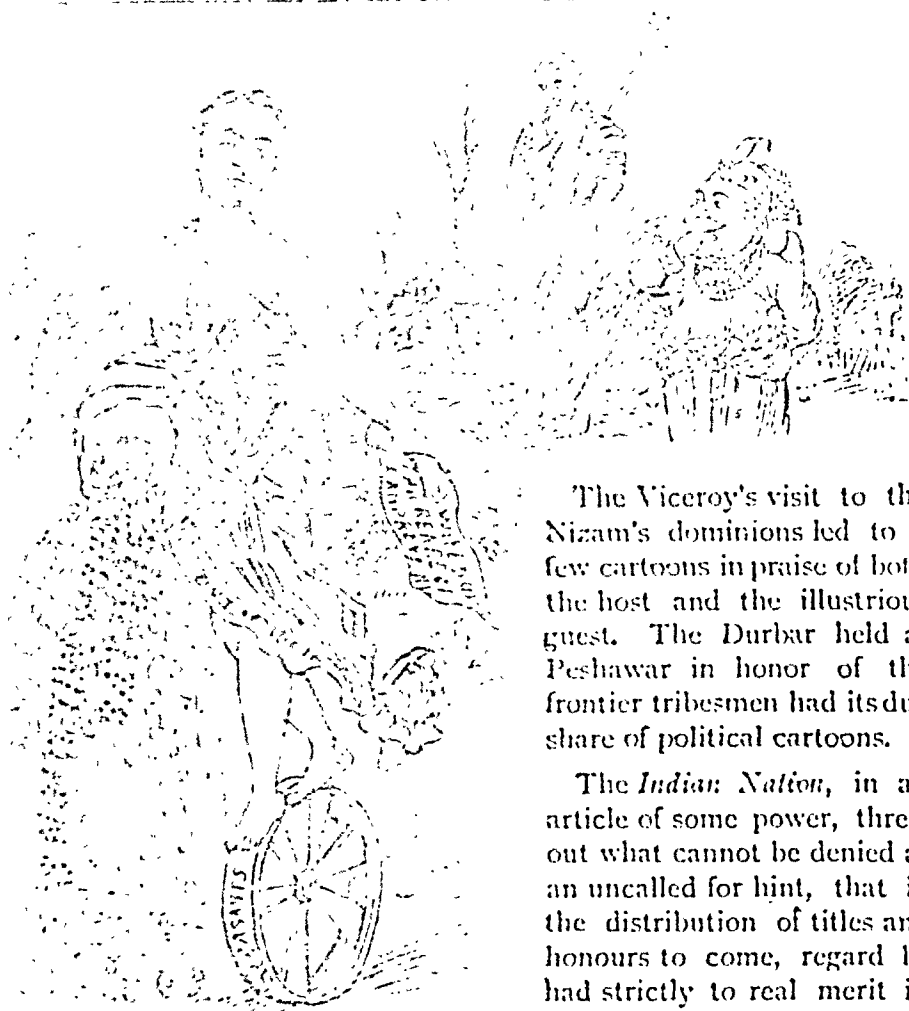 The Viceroy's visit to th
Nizam's dominions led to
few cartoons in praise of bot
the host and the illustriou
guest. The Durbar held a
Peshawar in honor of th
frontier tribesmen had its du
share of political cartoons.
The Indian Nation, in a
article of some power, thre
out what cannot be denied a
an uncalled for hint, that i
the distribution of titles an
honours to come, regard b
had strictly to real merit i